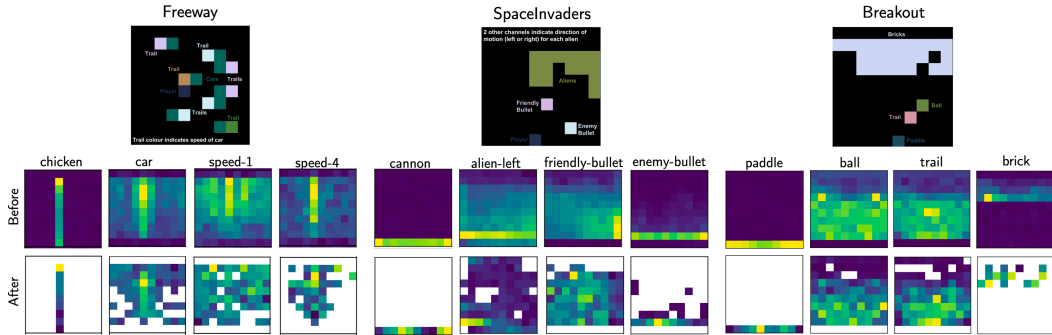 Freeway
SpaceInvaders
Breakout
Trail
Trail
Trail
Cars
Trails
Player
Trails
Trail
Trail colour indicates speed of car
2 other channels indicate direction of
motion (left or right) for each alien
Aliens
Friendly
Bullet
Enemy
Bullet
Player
Bricks
Ball
Trail
Paddle
chicken
car
speed-1
speed-4
cannon
alien-left
friendly-bullet
enemy-bullet
paddle
ball
trail
brick
Before
After